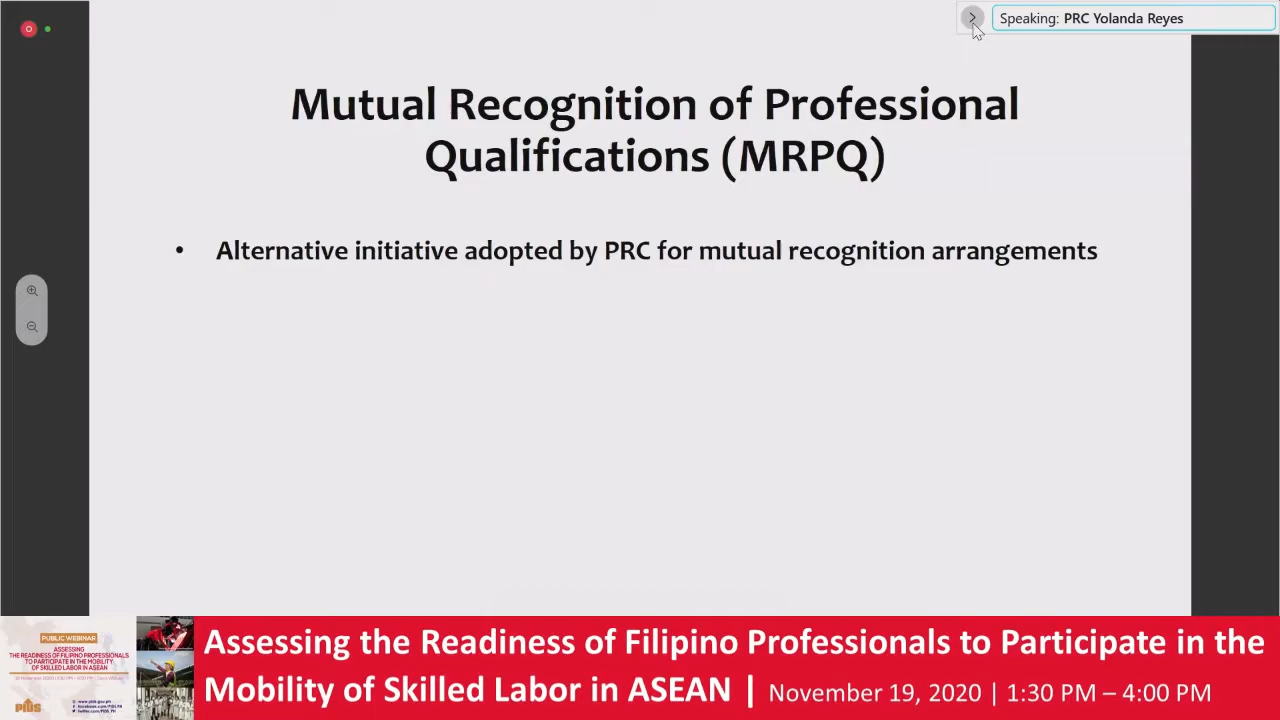 Speaking: PRC Yolanda Reyes
Mutual Recognition of Professional
Qualifications (MRPQ)
• Alternative initiative adopted by PRC for mutual recognition arrangements
PUBLIC WEBINAR
ASSESSING
THE READINESS OF FILIPINO PROFESSIONALS
TO PARTICIPATE IN THE MOBILITY
OF SKILLED LABOR IN ASEAN
Assessing the Readiness of Filipino Professionals to Participate in the
Mobility of Skilled Labor in ASEAN | November 19, 2020 | 1:30 PM – 4:00 PM